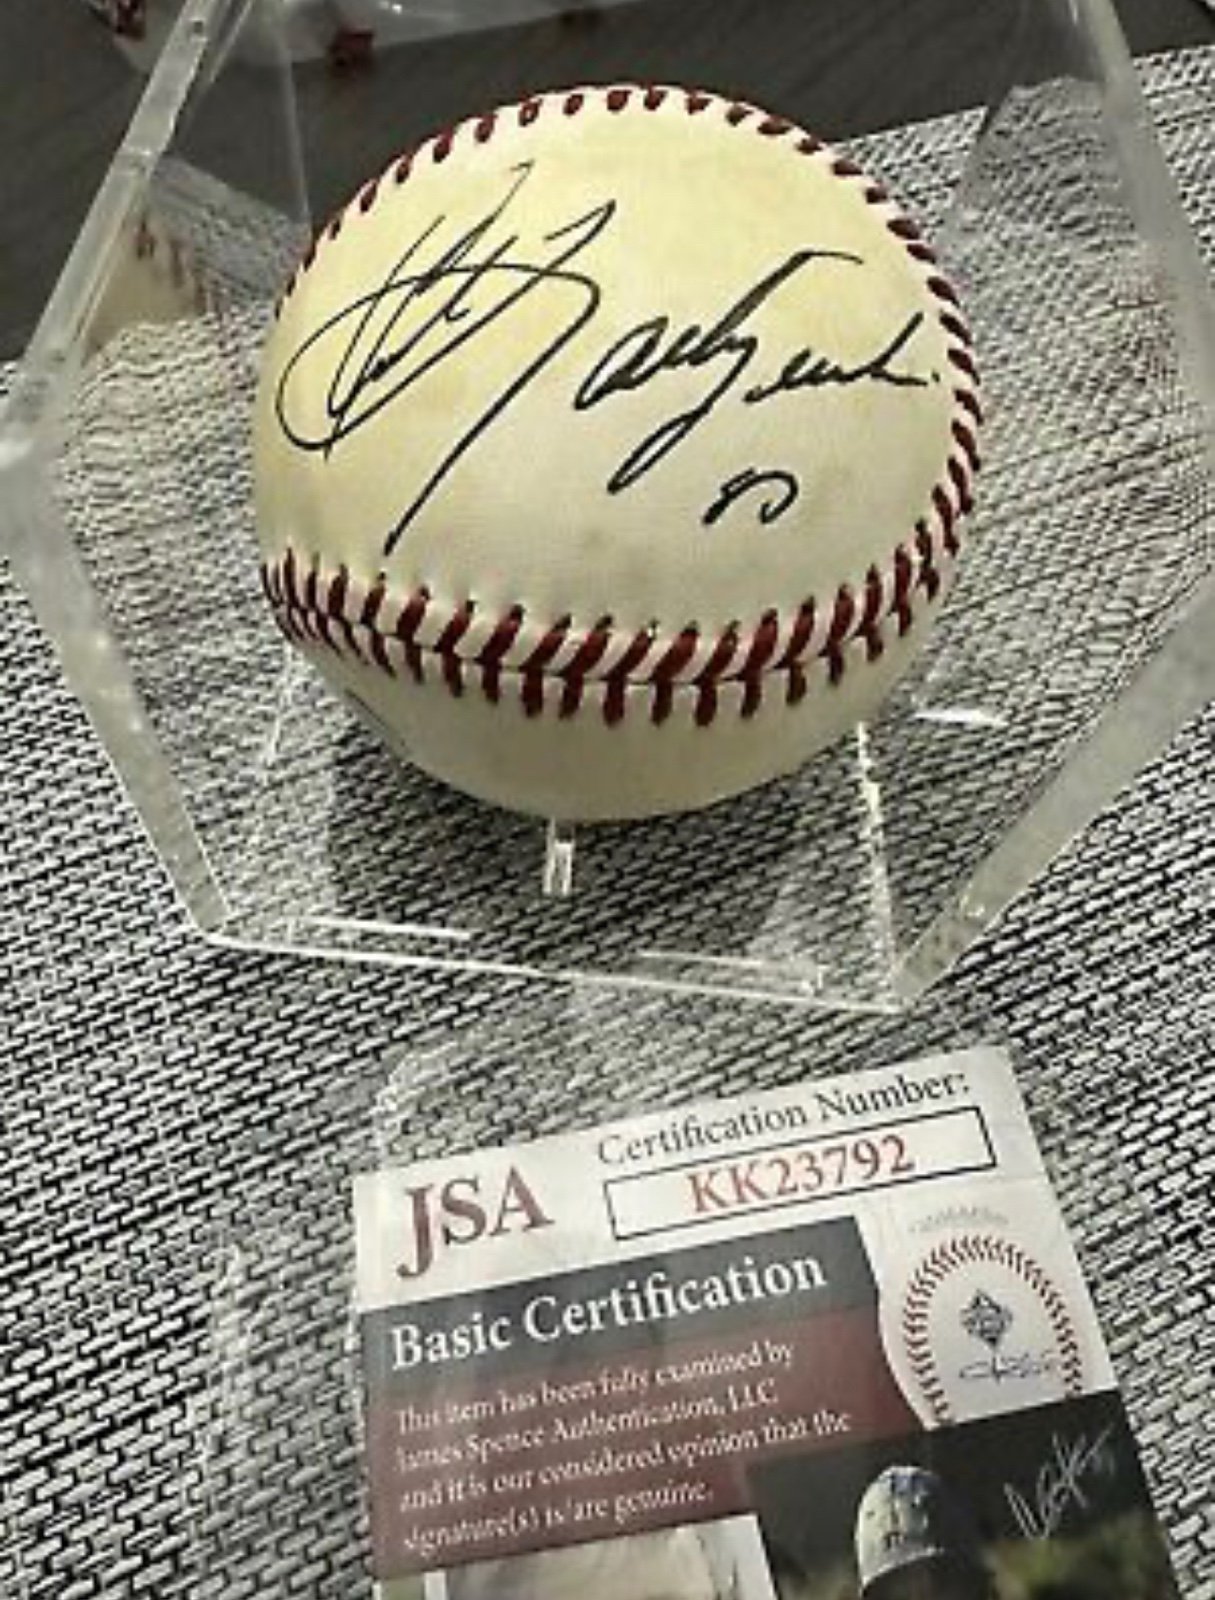 Certification Number:
JSA
KK23792
Basic Certification
This item has been fully examined by
James Spence Authentication, LLC
and it is our considered opinion that the
signature(s) is/are genuine.